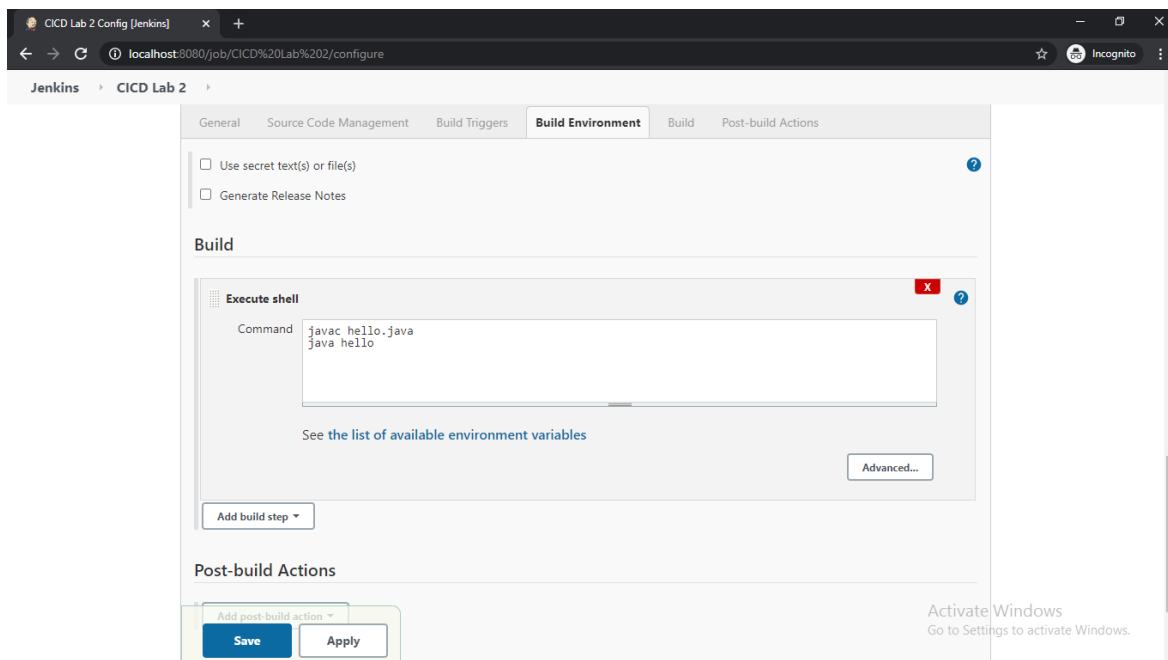 CICD Lab 2 Config [Jenkins] x +
localhost:8080/job/CICD%20Lab%202/configure Incognito
Jenkins CICD Lab 2
General Source Code Management Build Triggers Build Environment Build Post-build Actions
Use secret text(s) or file(s) ?
Generate Release Notes
Build
X
Execute shell ?
Command javac hello.java
java hello
See the list of available environment variables
Advanced...
Add build step
Post-build Actions
Add post-build action
Activate Windows
Go to Settings to activate Windows.
Save Apply